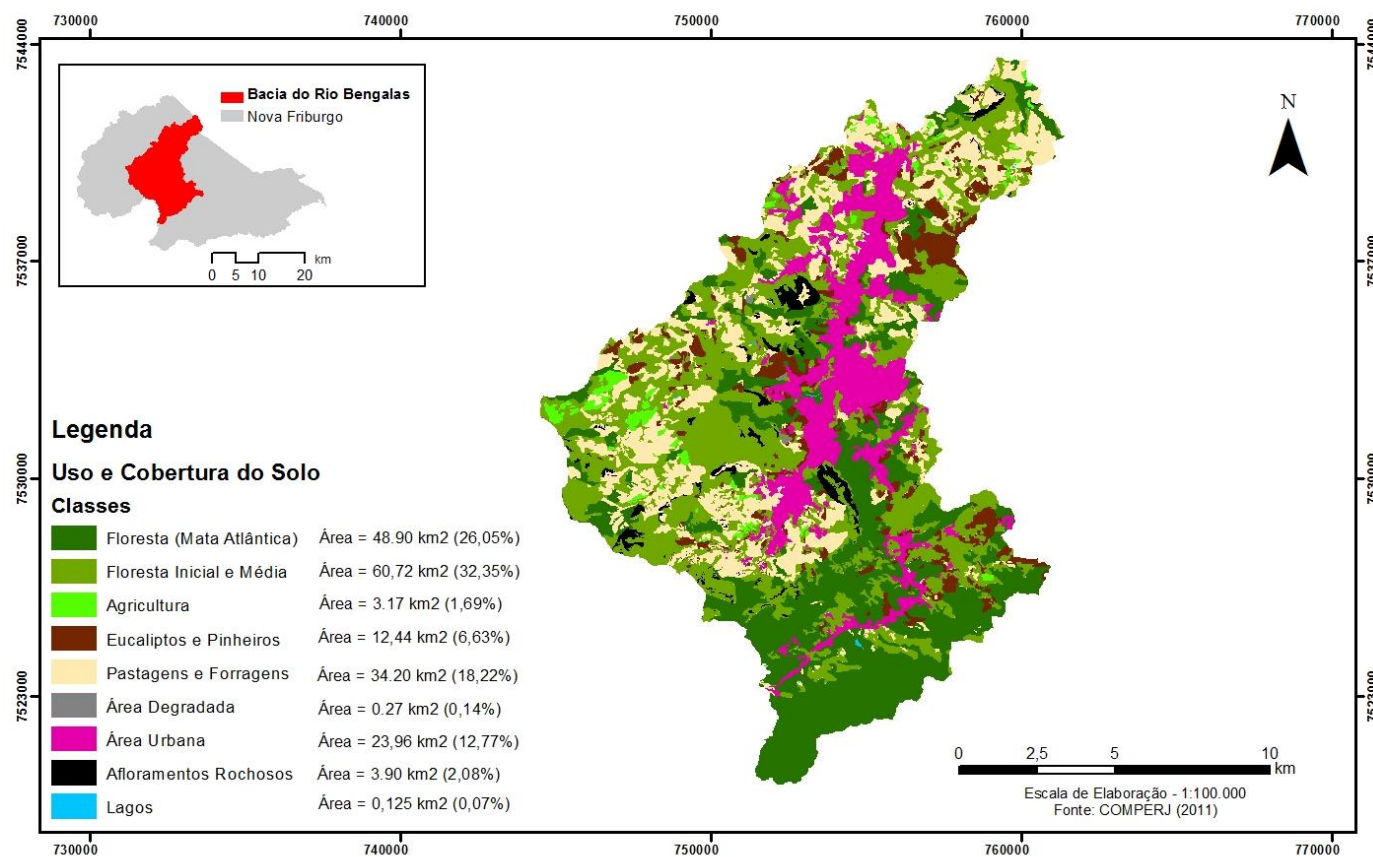 730000 740000 750000 760000 770000
7544000 7544000
Bacia do Rio Bengalas
Nova Friburgo
0 5 10 20 km
N
7537000 7537000
Legenda
Uso e Cobertura do Solo
Classes
7530000 7530000
Floresta (Mata Atlântica) Área = 48.90 km2 (26,05%)
Floresta Inicial e Média Área = 60,72 km2 (32,35%)
Agricultura Área = 3.17 km2 (1,69%)
Eucaliptos e Pinheiros Área = 12,44 km2 (6,63%)
Pastagens e Forragens Área = 34.20 km2 (18,22%)
7523000 7523000
Área Degradada Área = 0.27 km2 (0,14%)
Área Urbana Área = 23,96 km2 (12,77%)
Afloramentos Rochosos Área = 3.90 km2 (2,08%)
Lagos Área = 0,125 km2 (0,07%)
0 2,5 5 10
km
Escala de Elaboração - 1:100.000
Fonte: COMPERJ (2011)
730000 740000 750000 760000 770000